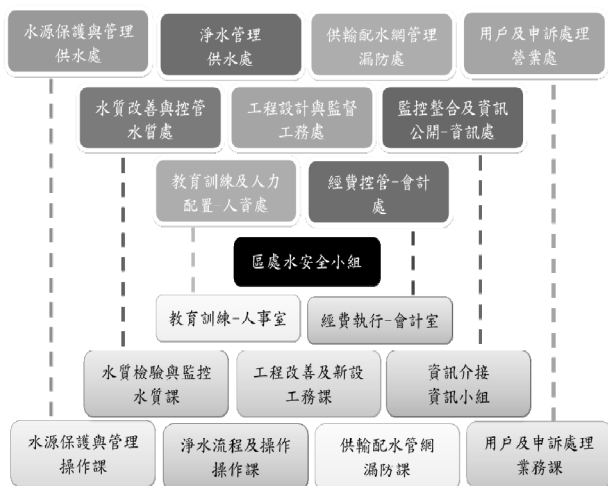 水源保護與管理
供水處
淨水管理
供水處
供輸配水網管理
漏防處
用戶及申訴處理
營業處
水質改善與控管
水質處
工程設計與監督
工務處
監控整合及資訊
公開-資訊處
教育訓練及人力
配置-人資處
經費控管-會計
處
區處水安全小組
教育訓練-人事室
經費執行-會計室
水質檢驗與監控
水質課
工程改善及新設
工務課
資訊介接
資訊小組
水源保護與管理
操作課
淨水流程及操作
操作課
供輸配水管網
漏防課
用戶及申訴處理
業務課